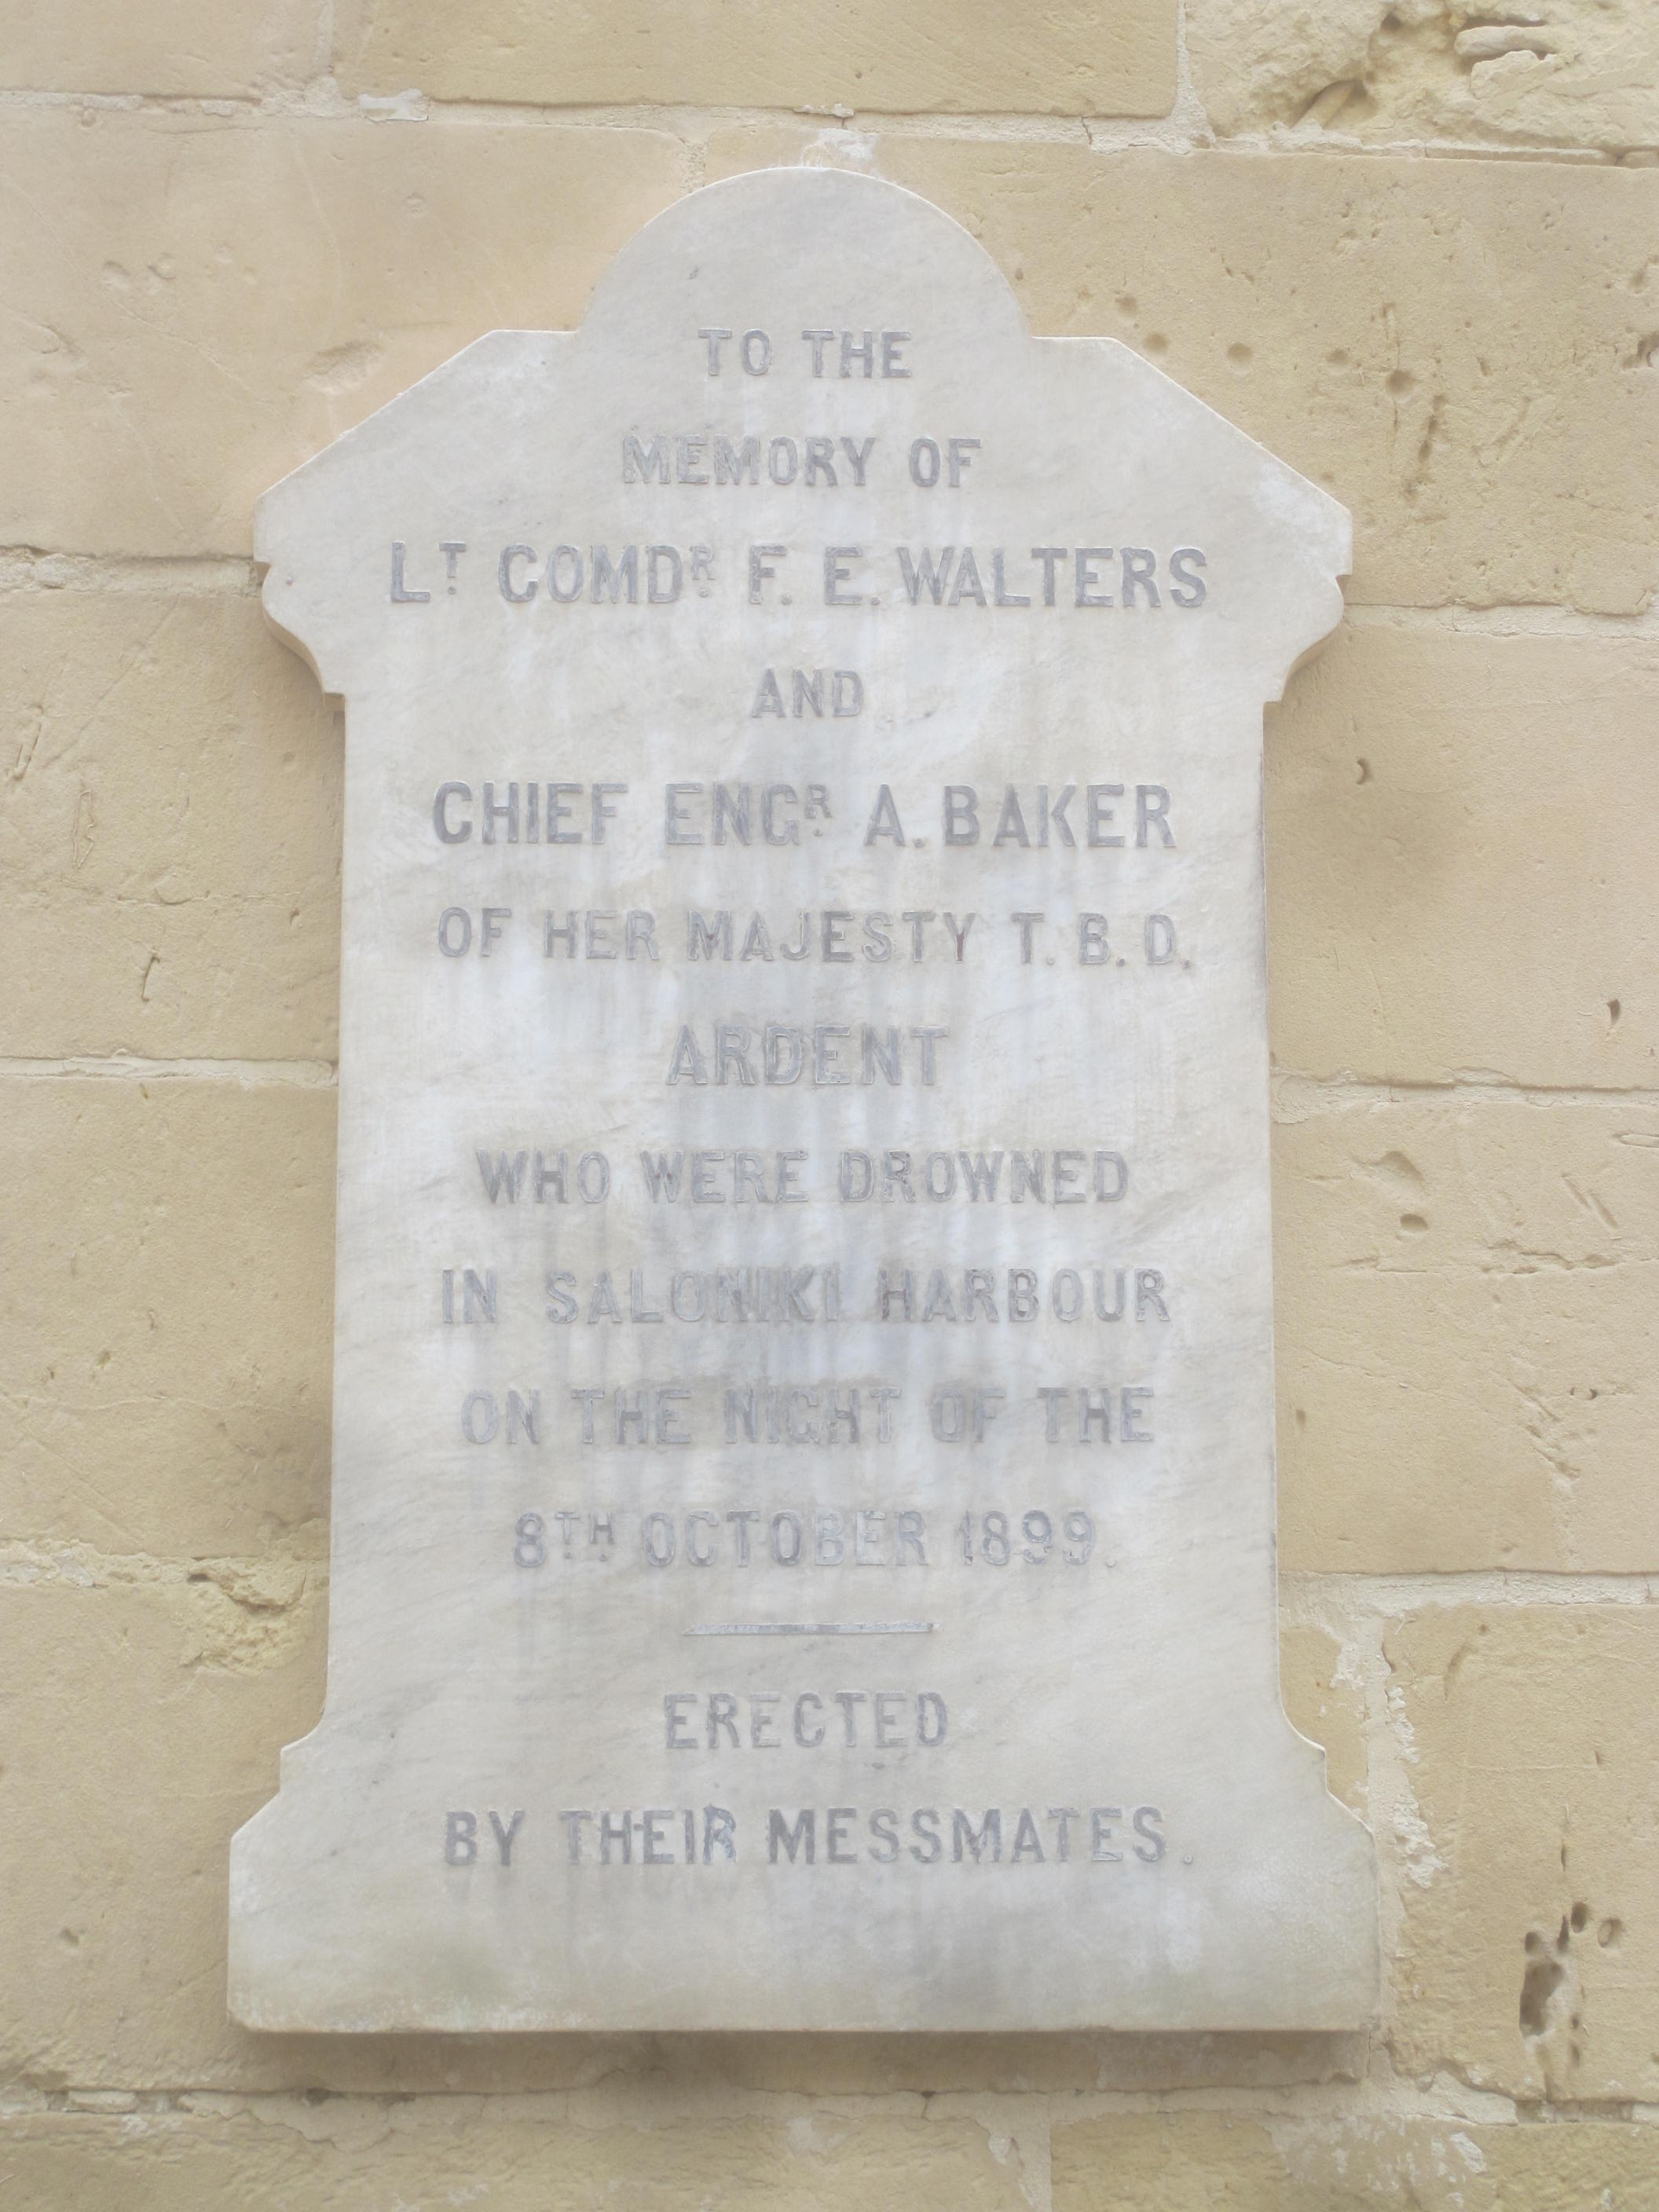 TO THE
MEMORY OF
LT COMDR F. E. WALTERS
AND
CHIEF ENGR A. BAKER
OF HER MAJESTY T. B. D.
ARDENT
WHO WERE DROWNED
IN SALONIKI HARBOUR
ON THE NIGHT OF THE
8TH OCTOBER 1899.
ERECTED
BY THEIR MESSMATES.